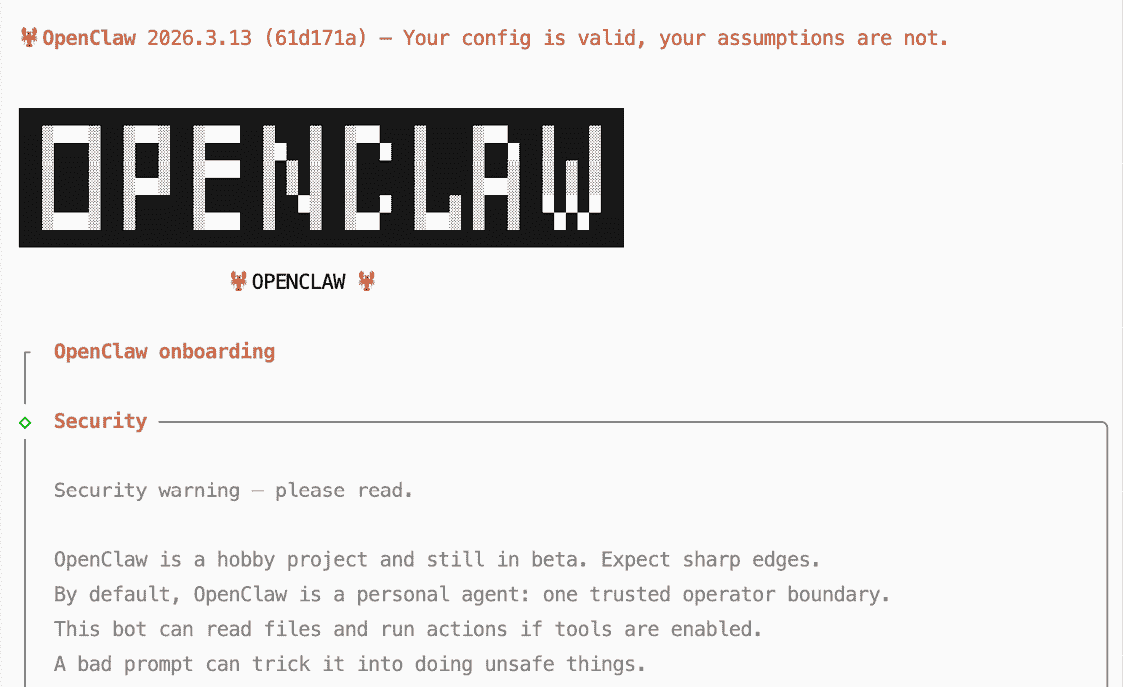 🦞 OpenClaw 2026.3.13 (61d171a) — Your config is valid, your assumptions are not.
OPENCLAW
🦞 OPENCLAW 🦞
OpenClaw onboarding
Security
Security warning — please read.
OpenClaw is a hobby project and still in beta. Expect sharp edges.
By default, OpenClaw is a personal agent: one trusted operator boundary.
This bot can read files and run actions if tools are enabled.
A bad prompt can trick it into doing unsafe things.